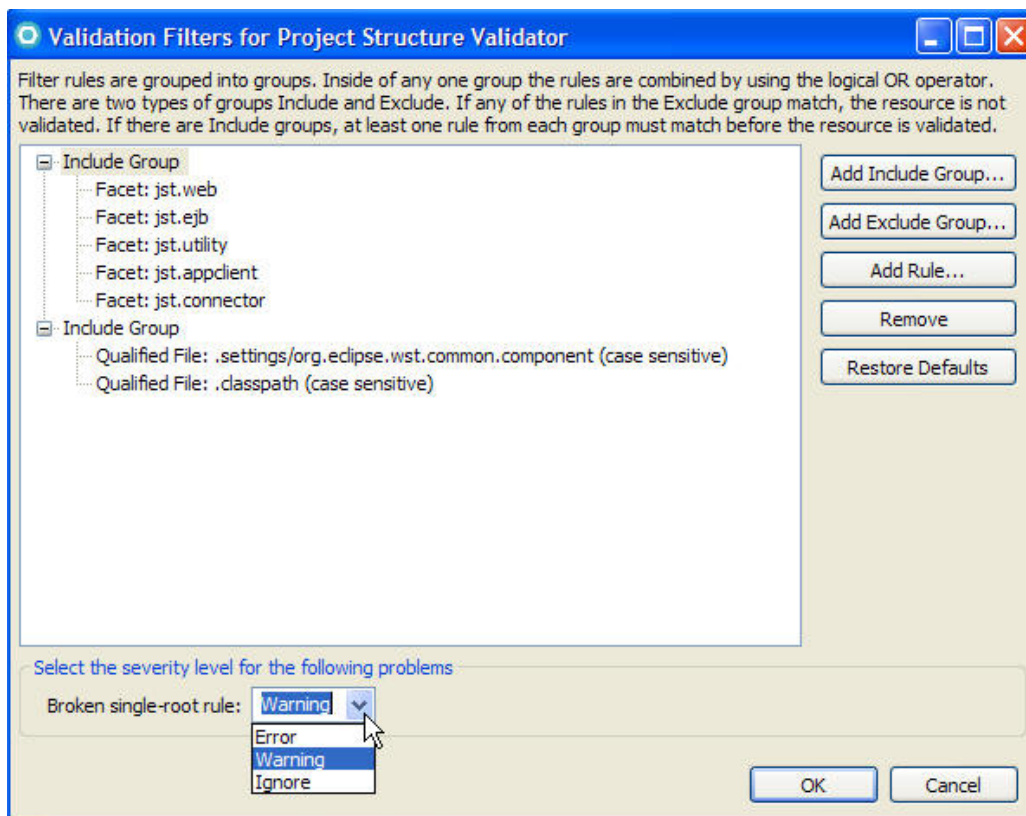 Validation Filters for Project Structure Validator
Filter rules are grouped into groups. Inside of any one group the rules are combined by using the logical OR operator.
There are two types of groups Include and Exclude. If any of the rules in the Exclude group match, the resource is not
validated. If there are Include groups, at least one rule from each group must match before the resource is validated.
Include Group
Facet: jst.web
Facet: jst.ejb
Facet: jst.utility
Facet: jst.appclient
Facet: jst.connector
Include Group
Qualified File: .settings/org.eclipse.wst.common.component (case sensitive)
Qualified File: .classpath (case sensitive)
Add Include Group...
Add Exclude Group...
Add Rule...
Remove
Restore Defaults
Select the severity level for the following problems
Broken single-root rule: Warning
Error
Warning
Ignore
OK
Cancel